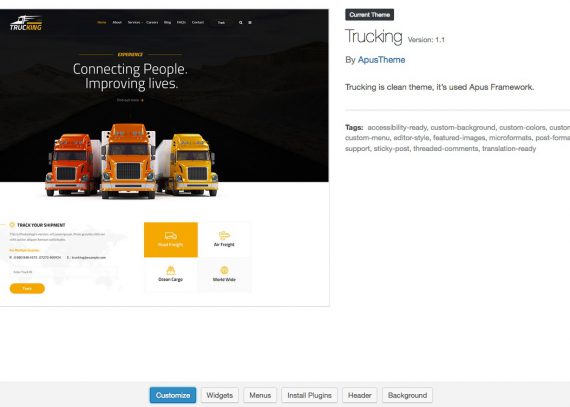 TRUCKING
Home About Services Careers Blog FAQs Contact
EXPERIENCE
Connecting People.
Improving lives.
Find out more
TRACK YOUR SHIPMENT
Track
Road Freight
Air Freight
Ocean Cargo
World Wide
Current Theme
Trucking Version: 1.1
By ApusTheme
Trucking is clean theme, it's used Apus Framework.
Tags: accessibility-ready, custom-background, custom-colors, custom
custom-menu, editor-style, featured-images, microformats, post-forma
support, sticky-post, threaded-comments, translation-ready
Customize Widgets Menus Install Plugins Header Background